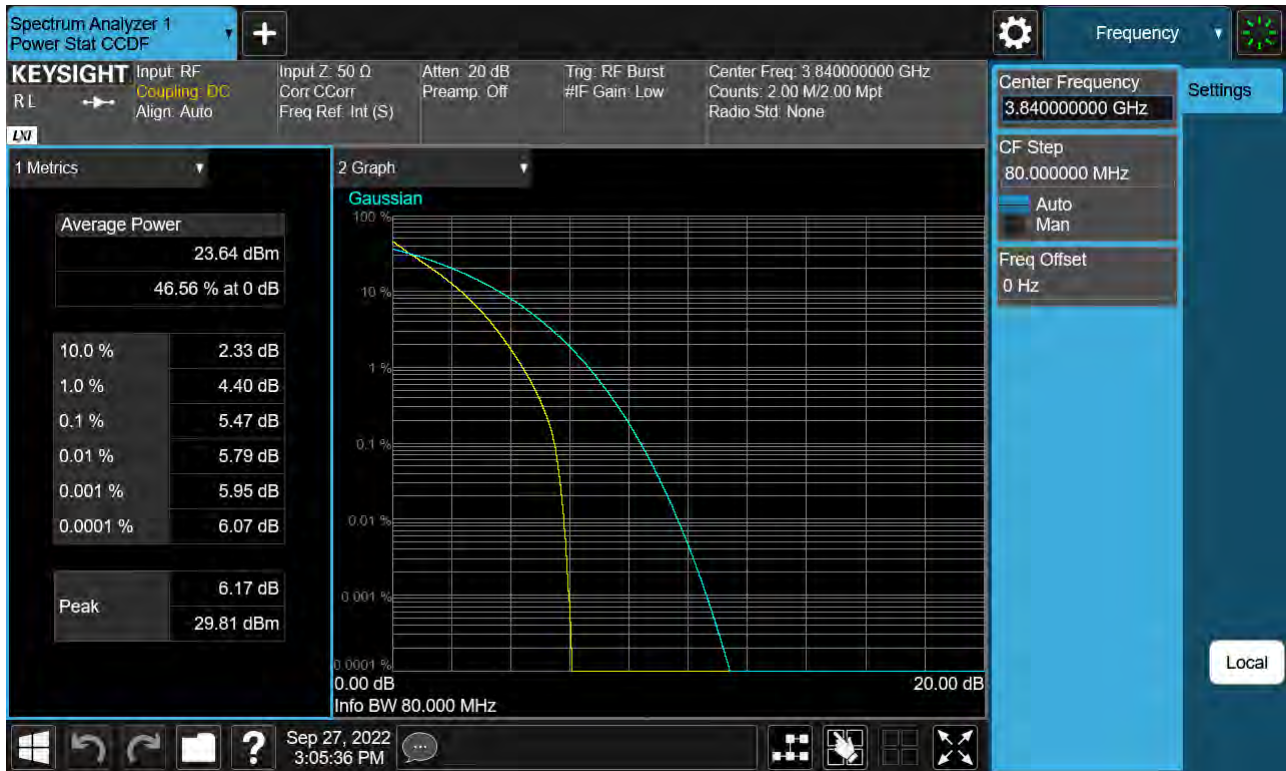 Spectrum Analyzer 1
Power Stat CCDF
+
Frequency
KEYSIGHT
RL
LXI
Input: RF
Coupling: DC
Align: Auto
Input Z: 50 Ω
Corr CCorr
Freq Ref: Int (S)
Atten: 20 dB
Preamp: Off
Trig: RF Burst
#IF Gain: Low
Center Freq: 3.840000000 GHz
Counts: 2.00 M/2.00 Mpt
Radio Std: None
Center Frequency
3.840000000 GHz
Settings
CF Step
80.000000 MHz
Auto
Man
Freq Offset
0 Hz
Local
1 Metrics
Average Power
23.64 dBm
46.56 % at 0 dB
10.0 % 2.33 dB
1.0 % 4.40 dB
0.1 % 5.47 dB
0.01 % 5.79 dB
0.001 % 5.95 dB
0.0001 % 6.07 dB
Peak 6.17 dB
29.81 dBm
2 Graph
Gaussian
100 %
10 %
1 %
0.1 %
0.01 %
0.001 %
0.0001 %
0.00 dB 20.00 dB
Info BW 80.000 MHz
?
Sep 27, 2022
3:05:36 PM